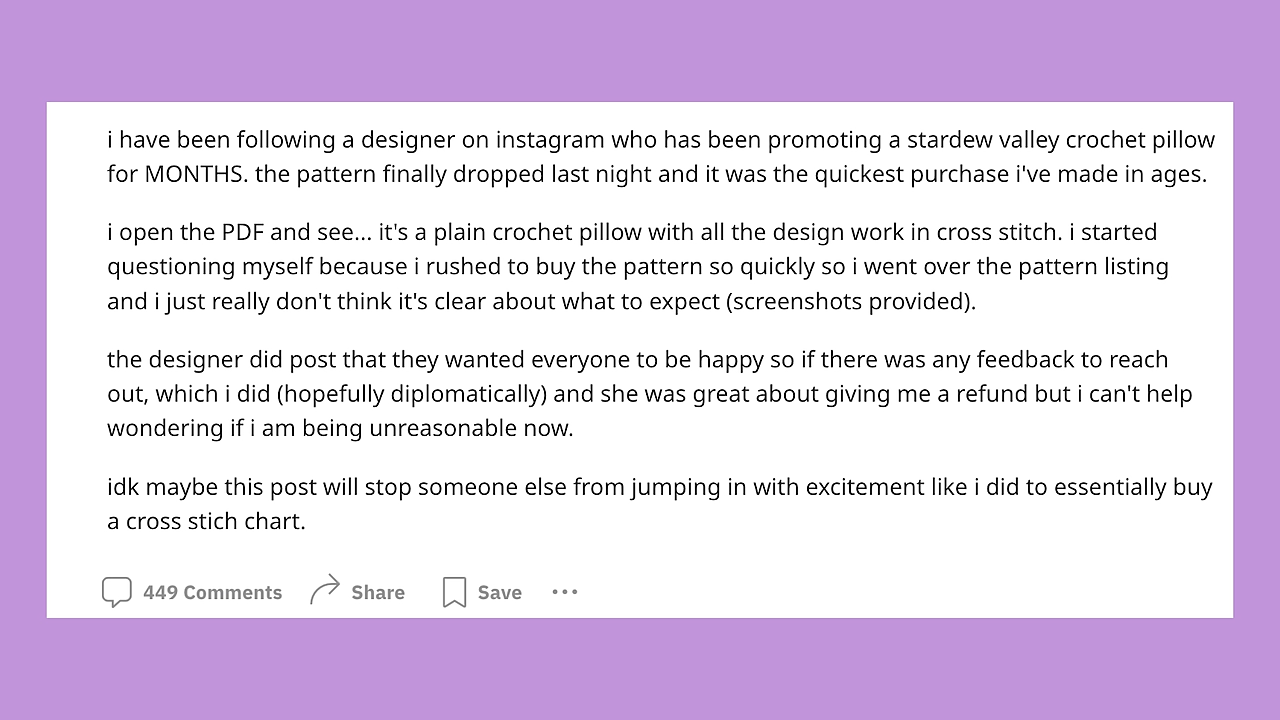 i have been following a designer on instagram who has been promoting a stardew valley crochet pillow
for MONTHS. the pattern finally dropped last night and it was the quickest purchase i've made in ages.
i open the PDF and see... it's a plain crochet pillow with all the design work in cross stitch. i started
questioning myself because i rushed to buy the pattern so quickly so i went over the pattern listing
and i just really don't think it's clear about what to expect (screenshots provided).
the designer did post that they wanted everyone to be happy so if there was any feedback to reach
out, which i did (hopefully diplomatically) and she was great about giving me a refund but i can't help
wondering if i am being unreasonable now.
idk maybe this post will stop someone else from jumping in with excitement like i did to essentially buy
a cross stich chart.
449 Comments Share Save